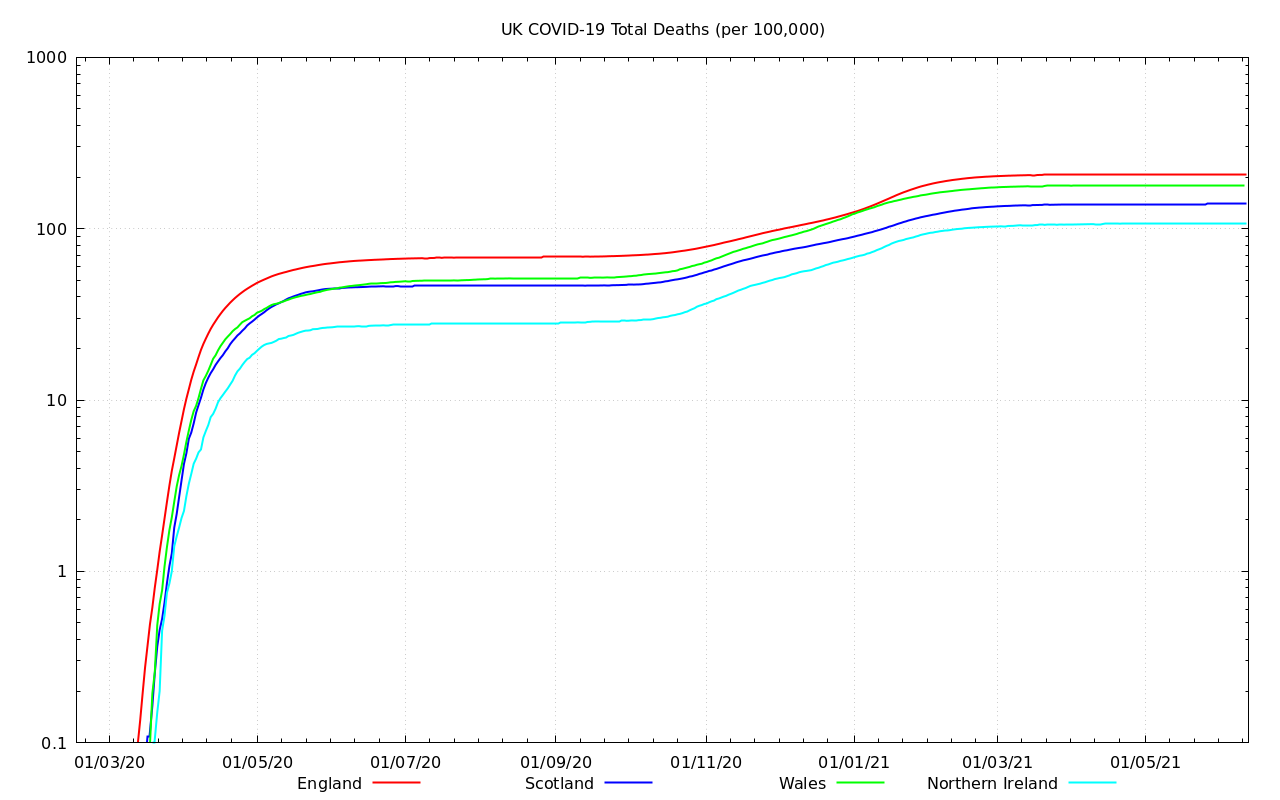 UK COVID-19 Total Deaths (per 100,000)
1000
100
10
1
0.1
01/03/20 01/05/20 01/07/20 01/09/20 01/11/20 01/01/21 01/03/21 01/05/21
England Scotland Wales Northern Ireland